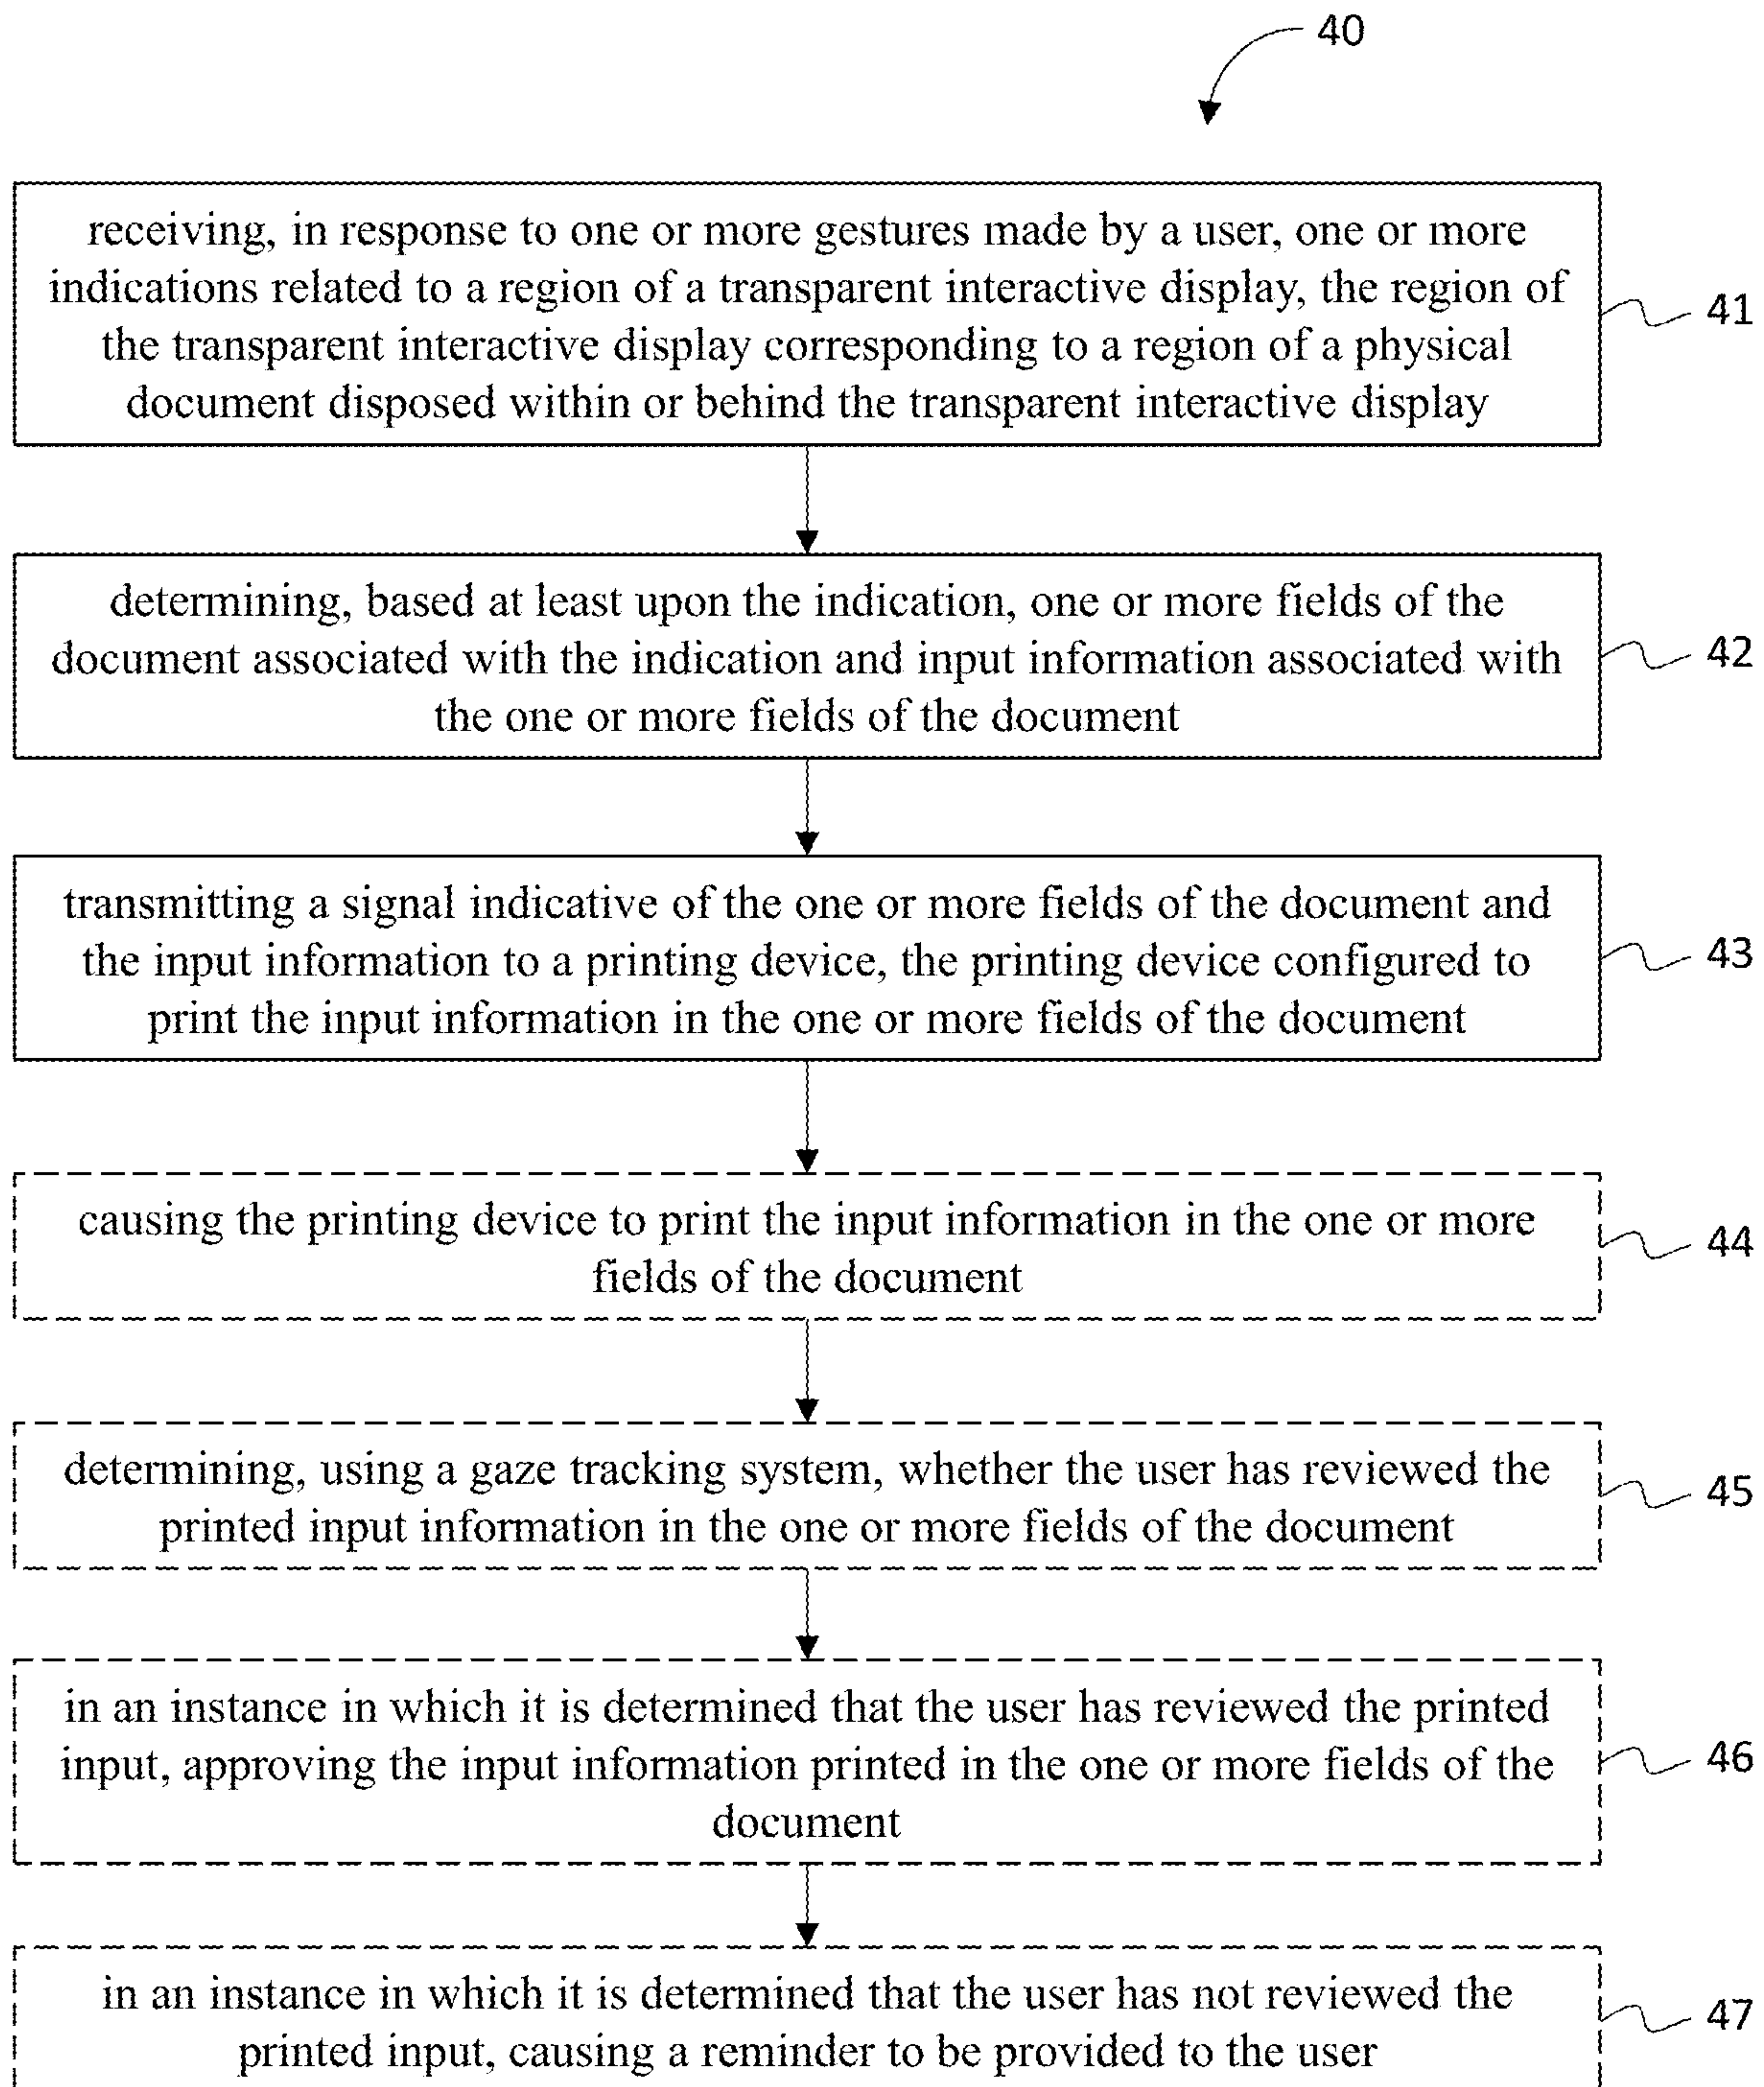 40
receiving, in response to one or more gestures made by a user, one or more
indications related to a region of a transparent interactive display, the region of
the transparent interactive display corresponding to a region of a physical
document disposed within or behind the transparent interactive display
41
determining, based at least upon the indication, one or more fields of the
document associated with the indication and input information associated with
the one or more fields of the document
42
transmitting a signal indicative of the one or more fields of the document and
the input information to a printing device, the printing device configured to
print the input information in the one or more fields of the document
43
causing the printing device to print the input information in the one or more
fields of the document
44
determining, using a gaze tracking system, whether the user has reviewed the
printed input information in the one or more fields of the document
45
in an instance in which it is determined that the user has reviewed the printed
input, approving the input information printed in the one or more fields of the
document
46
in an instance in which it is determined that the user has not reviewed the
printed input, causing a reminder to be provided to the user
47